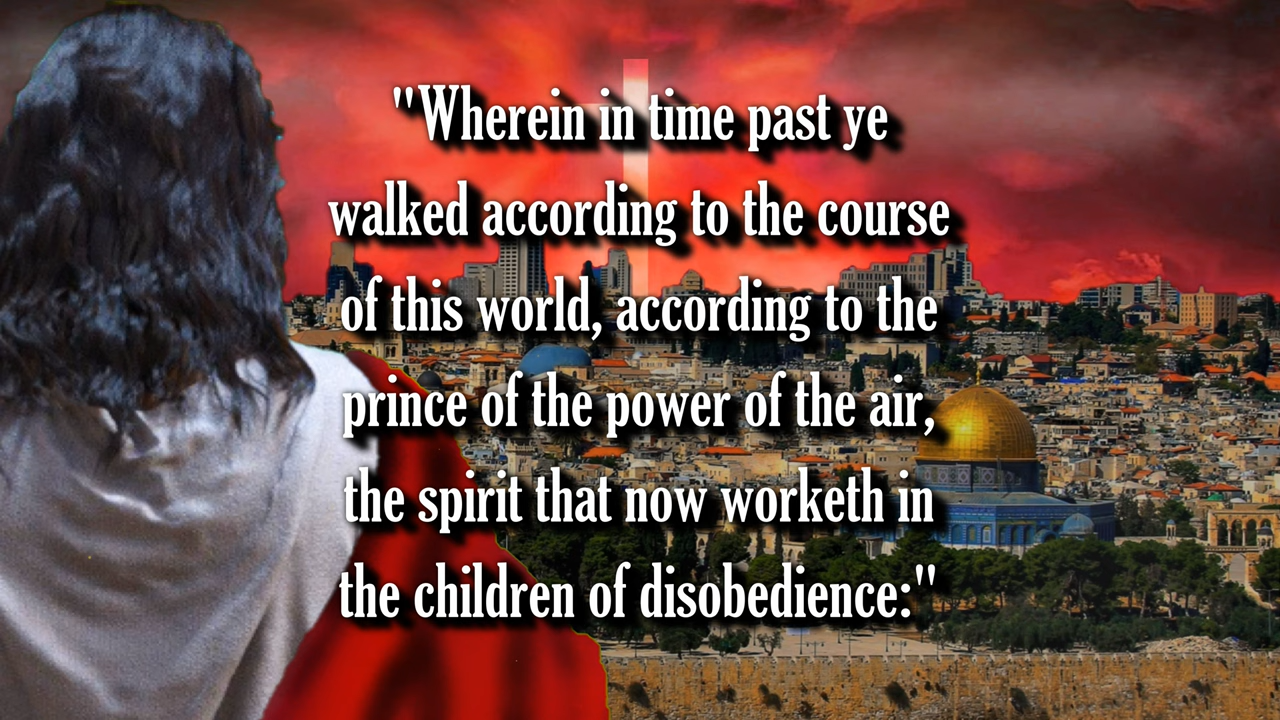 "Wherein in time past ye
walked according to the course
of this world, according to the
prince of the power of the air,
the spirit that now worketh in
the children of disobedience:"